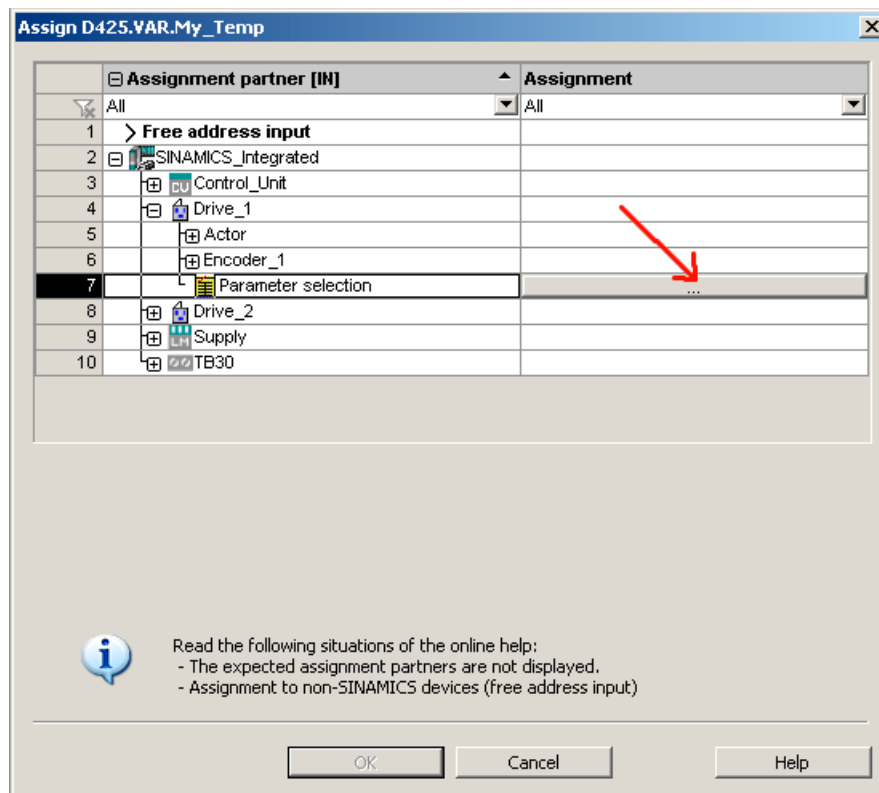 Assign D425.VAR.My_Temp
Assignment partner [IN] Assignment
All All
1 Free address input
2 SINAMICS_Integrated
3 CU Control_Unit
4 Drive_1
5 Actor
6 Encoder_1
7 Parameter selection ...
8 Drive_2
9 LM Supply
10 TB30
Read the following situations of the online help:
- The expected assignment partners are not displayed.
- Assignment to non-SINAMICS devices (free address input)
OK Cancel Help